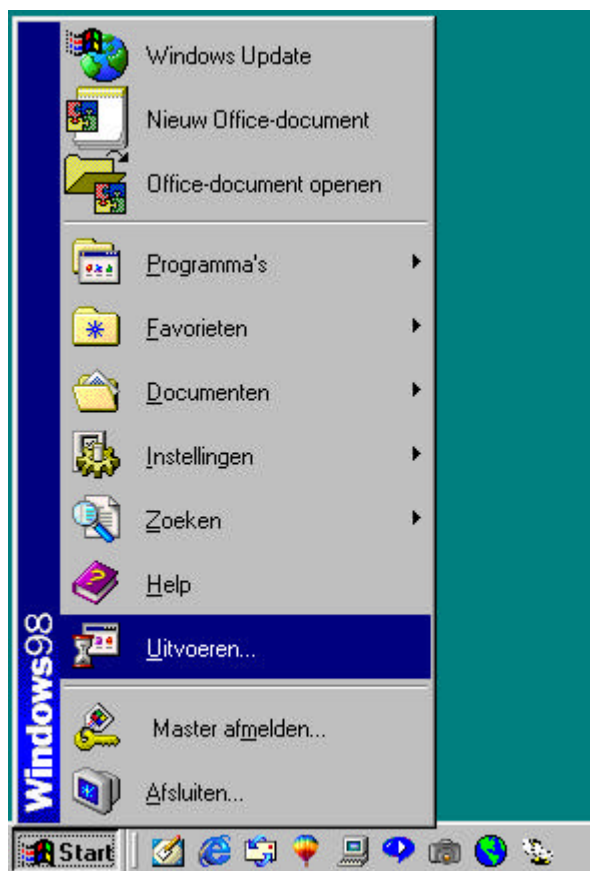 Windows Update
Nieuw Office-document
Office-document openen
Programma's
Favorieten
Documenten
Instellingen
Zoeken
Help
Uitvoeren...
Master afmelden...
Afsluiten...
Windows98
Start